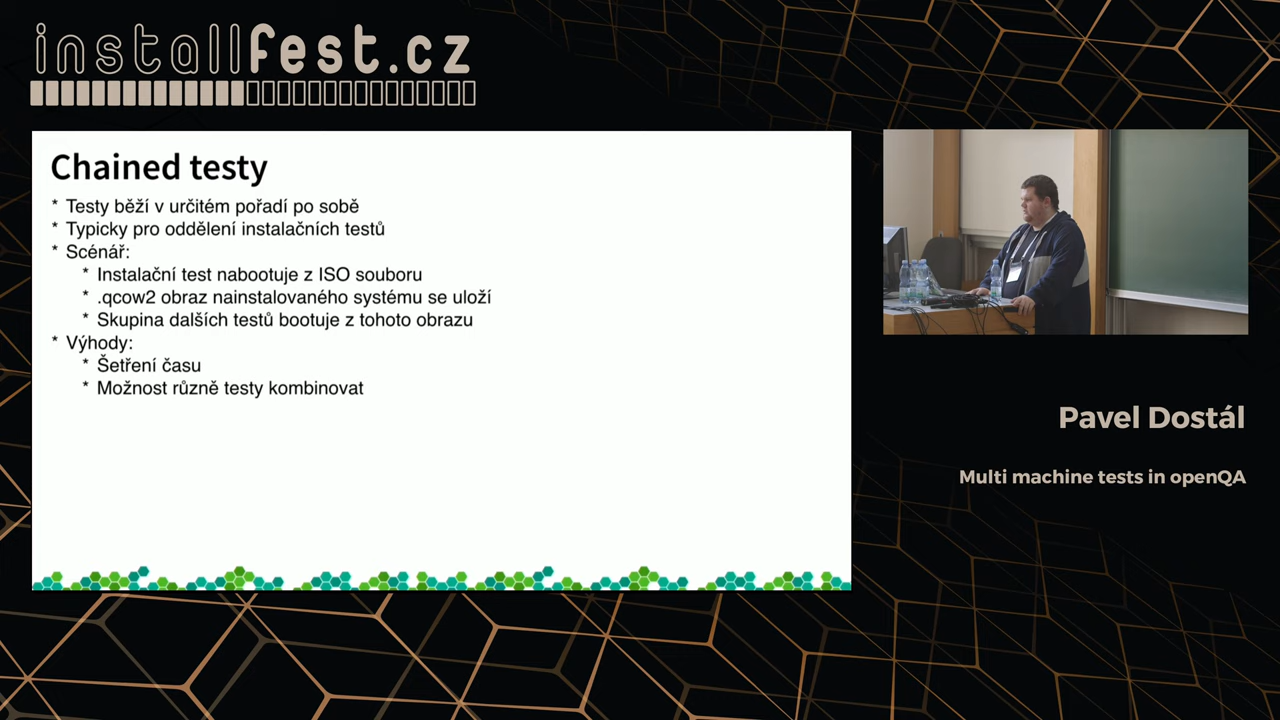 installfest.cz
Chained testy
* Testy běží v určitém pořadí po sobě
* Typicky pro oddělení instalačních testů
* Scénář:
* Instalační test nabootuje z ISO souboru
* .qcow2 obraz nainstalovaného systému se uloží
* Skupina dalších testů bootuje z tohoto obrazu
* Výhody:
* Šetření času
* Možnost různě testy kombinovat
Pavel Dostál
Multi machine tests in openQA